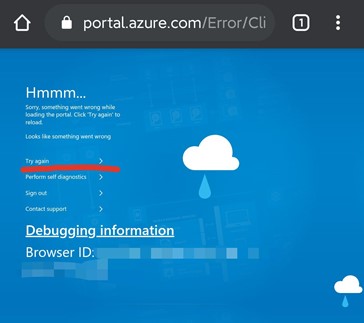 portal.azure.com/Error/Cli
1
Hmmm...
Sorry, something went wrong while
loading the portal. Click 'Try again' to
reload.
Looks like something went wrong
Try again
Perform self diagnostics
Sign out
Contact support
Debugging information
Browser ID: